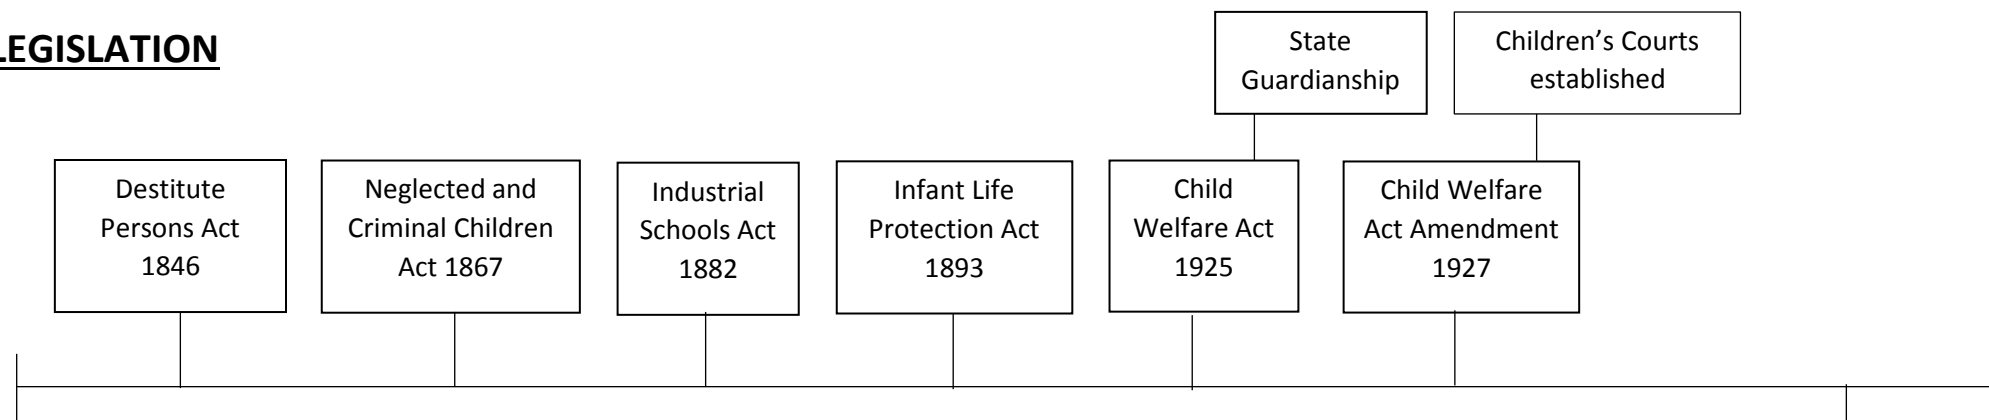 LEGISLATION
State
Guardianship
Children's Courts
established
Destitute
Persons Act
1846
Neglected and
Criminal Children
Act 1867
Industrial
Schools Act
1882
Infant Life
Protection Act
1893
Child
Welfare Act
1925
Child Welfare
Act Amendment
1927